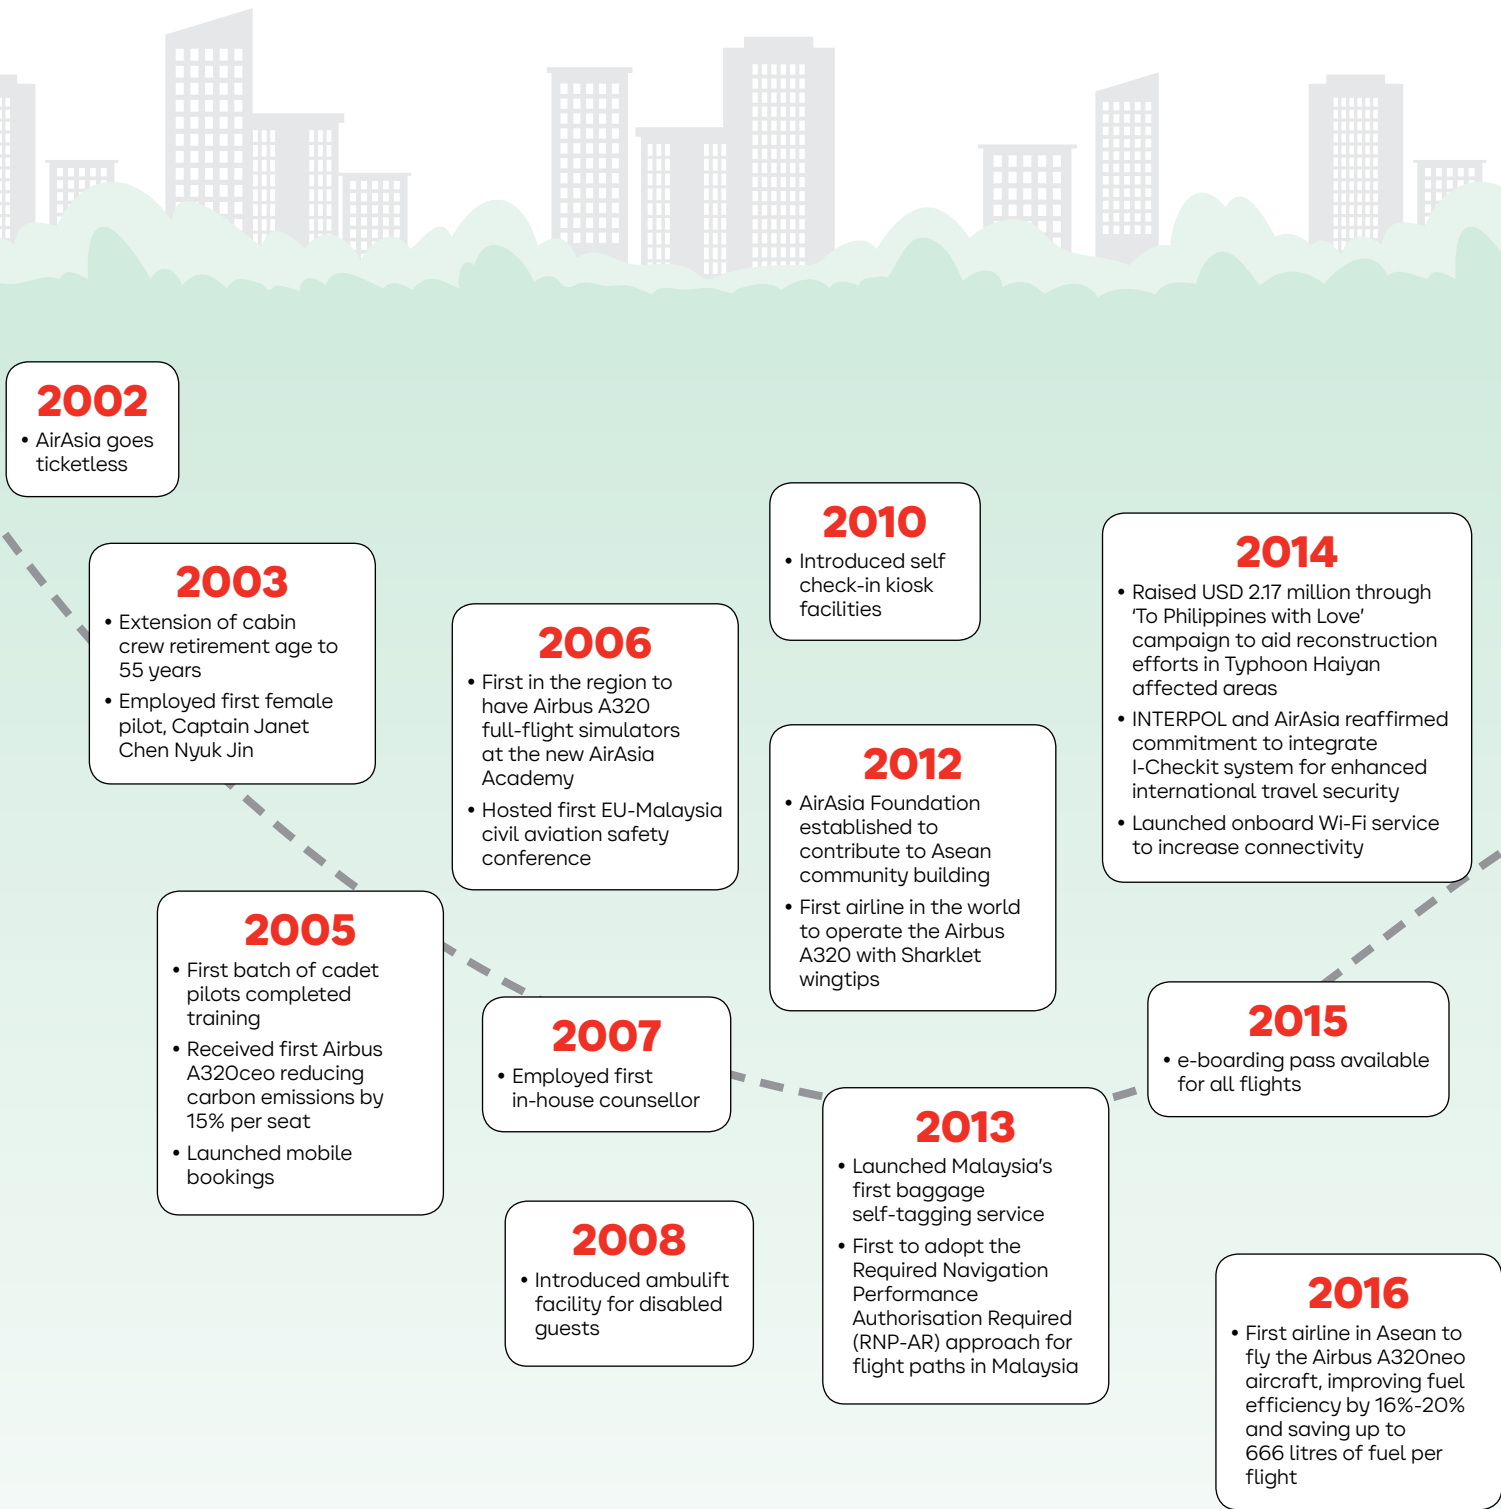 2002
• AirAsia goes
ticketless
2003
• Extension of cabin
crew retirement age to
55 years
• Employed first female
pilot, Captain Janet
Chen Nyuk Jin
2005
• First batch of cadet
pilots completed
training
• Received first Airbus
A320ceo reducing
carbon emissions by
15% per seat
• Launched mobile
bookings
2006
• First in the region to
have Airbus A320
full-flight simulators
at the new AirAsia
Academy
• Hosted first EU-Malaysia
civil aviation safety
conference
2007
• Employed first
in-house counsellor
2008
• Introduced ambulift
facility for disabled
guests
2010
• Introduced self
check-in kiosk
facilities
2012
• AirAsia Foundation
established to
contribute to Asean
community building
• First airline in the world
to operate the Airbus
A320 with Sharklet
wingtips
2013
• Launched Malaysia's
first baggage
self-tagging service
• First to adopt the
Required Navigation
Performance
Authorisation Required
(RNP-AR) approach for
flight paths in Malaysia
2014
• Raised USD 2.17 million through
‘To Philippines with Love’
campaign to aid reconstruction
efforts in Typhoon Haiyan
affected areas
• INTERPOL and AirAsia reaffirmed
commitment to integrate
I-Checkit system for enhanced
international travel security
• Launched onboard Wi-Fi service
to increase connectivity
2015
• e-boarding pass available
for all flights
2016
• First airline in Asean to
fly the Airbus A320neo
aircraft, improving fuel
efficiency by 16%-20%
and saving up to
666 litres of fuel per
flight